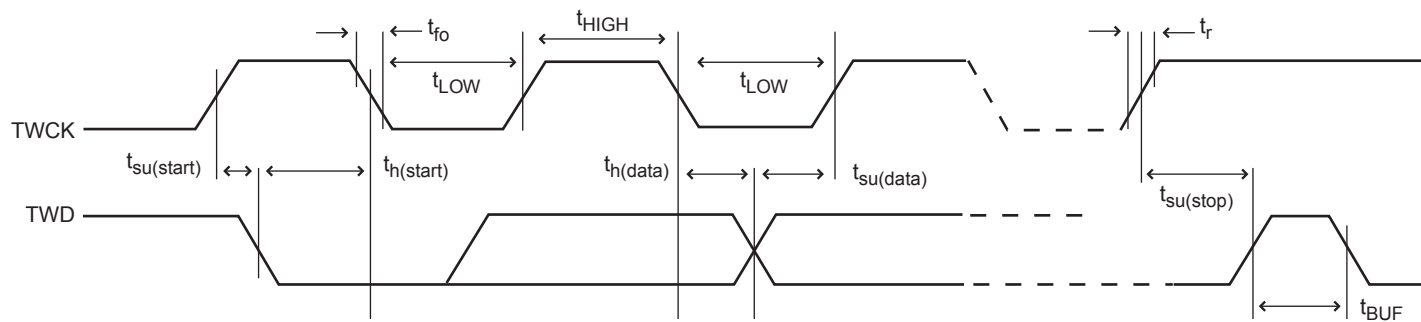 tfo
tHIGH
tr
tLOW
tLOW
TWCK
tsu(start)
th(start)
th(data)
tsu(data)
tsu(stop)
TWD
tBUF